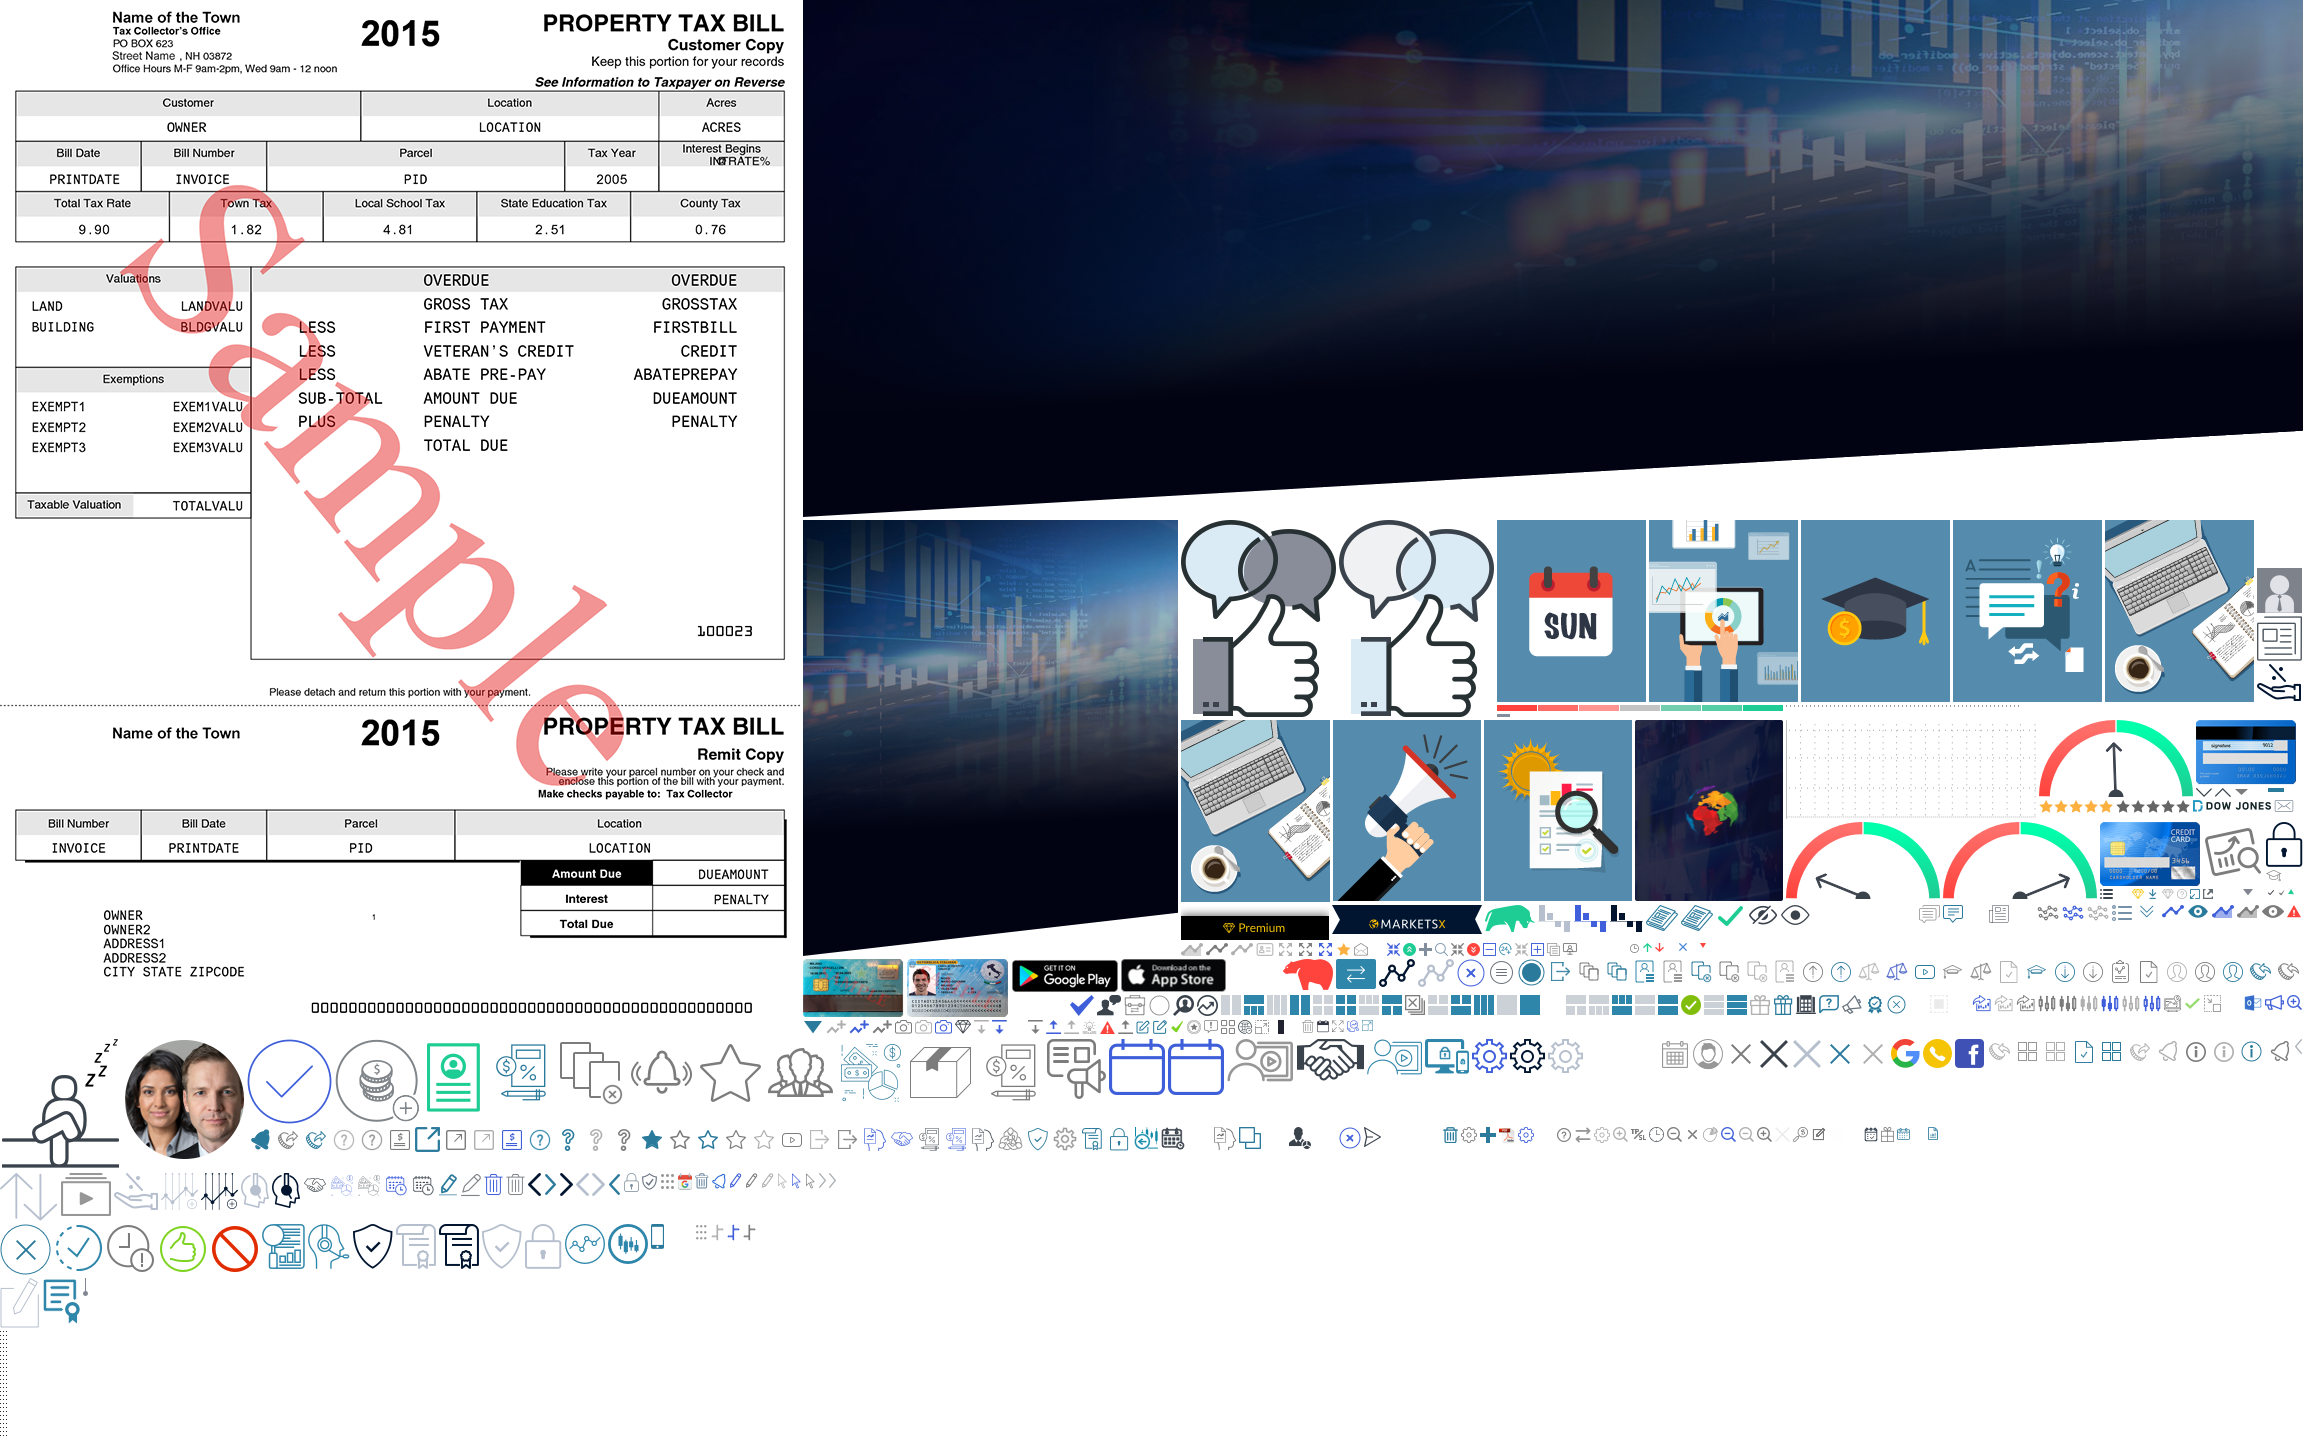 Name of the Town
Tax Collector's Office
PO BOX 623
Street Name , NH 03872
Office Hours M-F 9am-2pm, Wed 9am - 12 noon
2015
PROPERTY TAX BILL
Customer Copy
Keep this portion for your records
See Information to Taxpayer on Reverse
Customer Location Acres
OWNER LOCATION ACRES
Bill Date Bill Number Parcel Tax Year Interest Begins
INTRATE%
PRINTDATE INVOICE PID 2005
Total Tax Rate Town Tax Local School Tax State Education Tax County Tax
9.90 1.82 4.81 2.51 0.76
Valuations
LAND LANDVALU
BUILDING BLDGVALU
Exemptions
EXEMPT1 EXEM1VALU
EXEMPT2 EXEM2VALU
EXEMPT3 EXEM3VALU
Taxable Valuation TOTALVALU
OVERDUE OVERDUE
GROSS TAX GROSSTAX
LESS FIRST PAYMENT FIRSTBILL
LESS VETERAN'S CREDIT CREDIT
LESS ABATE PRE-PAY ABATEPREPAY
SUB-TOTAL AMOUNT DUE DUEAMOUNT
PLUS PENALTY PENALTY
TOTAL DUE
100023
Sample
Please detach and return this portion with your payment.
Name of the Town
2015
PROPERTY TAX BILL
Remit Copy
Please write your parcel number on your check and
enclose this portion of the bill with your payment.
Make checks payable to: Tax Collector
Bill Number Bill Date Parcel Location
INVOICE PRINTDATE PID LOCATION
Amount Due DUEAMOUNT
Interest PENALTY
Total Due
OWNER
OWNER2
ADDRESS1
ADDRESS2
CITY STATE ZIPCODE
1
SUN
signature 9012
DOW JONES
CREDIT
CARD
3456
CARDHOLDER NAME
Premium
MARKETSX
GET IT ON
Google Play
Download on the
App Store
z z z
z z